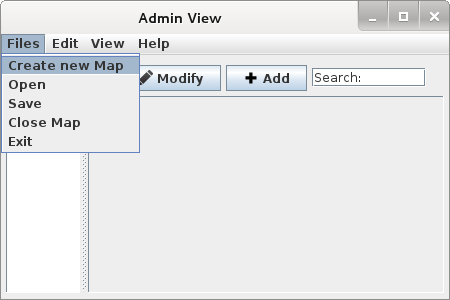 Admin View
Files Edit View Help
Create new Map
Open
Save
Close Map
Exit
Modify
Add
Search: